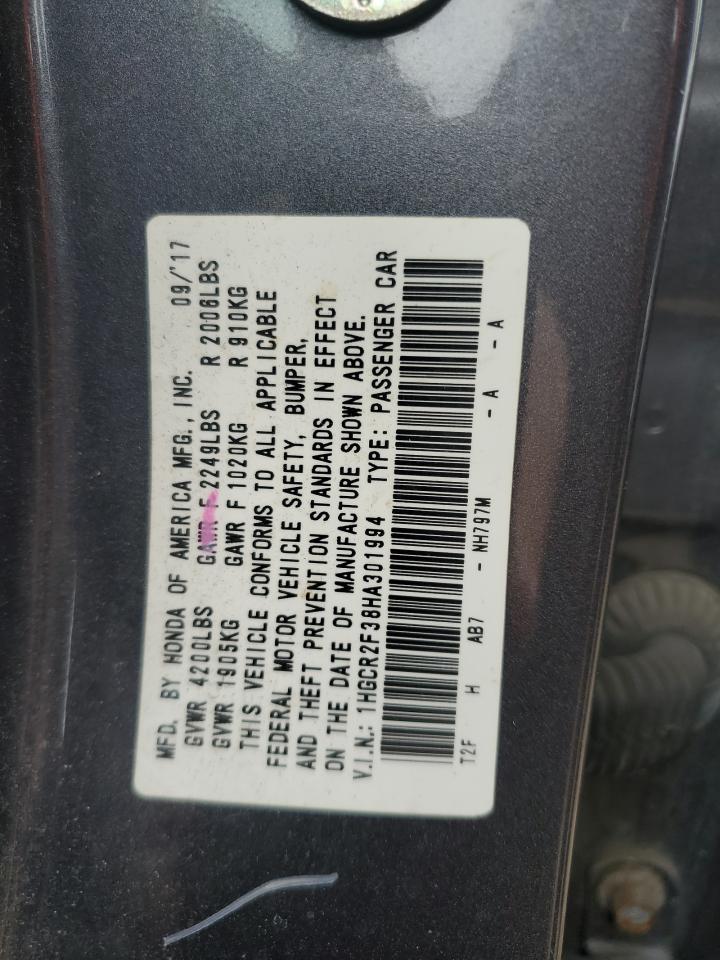 MFD. BY HONDA OF AMERICA MFG., INC. 09/'17
GVWR 4200LBS GAWR F 2249LBS R 2006LBS
GVWR 1905KG GAWR F 1020KG R 910KG
THIS VEHICLE CONFORMS TO ALL APPLICABLE
FEDERAL MOTOR VEHICLE SAFETY, BUMPER,
AND THEFT PREVENTION STANDARDS IN EFFECT
ON THE DATE OF MANUFACTURE SHOWN ABOVE.
V.I.N.: 1HGCR2F38HA301994 TYPE: PASSENGER CAR
T2F H AB7 - NH797M - A - A